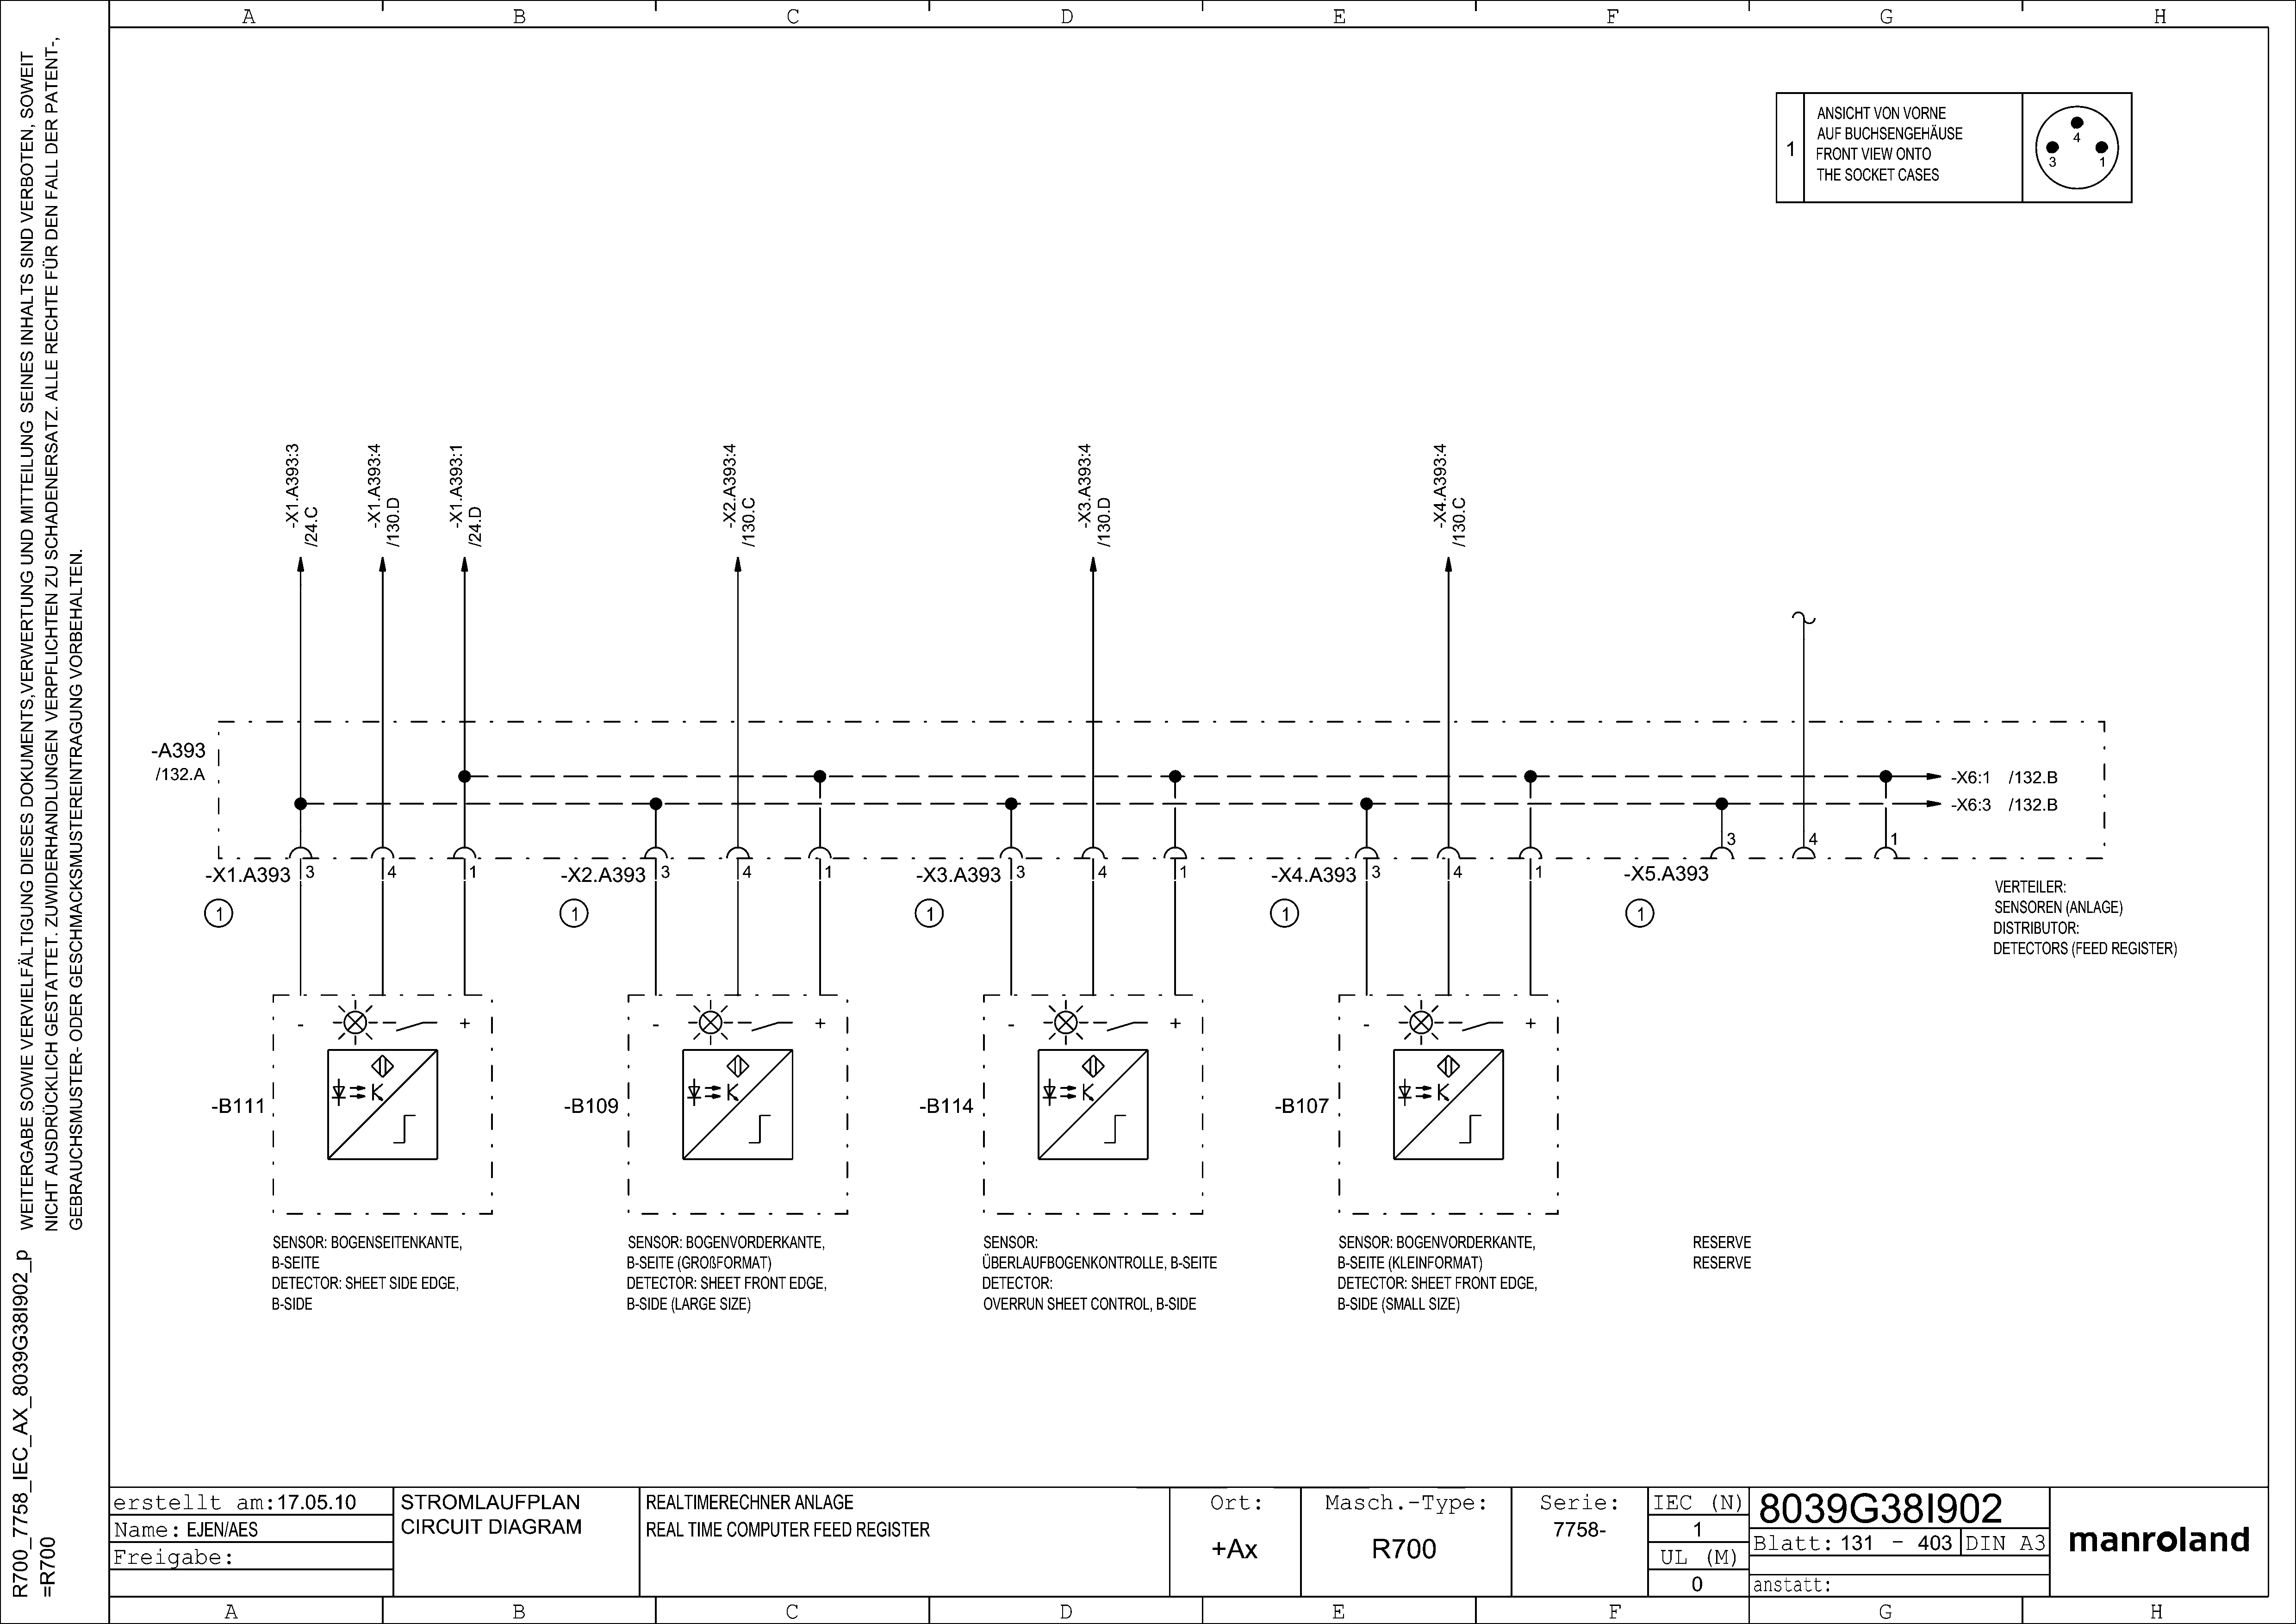 A B C D E F G H
WEITERGABE SOWIE VERVIELFÄLTIGUNG DIESES DOKUMENTS,VERWERTUNG UND MITTEILUNG SEINES INHALTS SIND VERBOTEN, SOWEIT
NICHT AUSDRÜCKLICH GESTATTET. ZUWIDERHANDLUNGEN VERPFLICHTEN ZU SCHADENERSATZ. ALLE RECHTE FÜR DEN FALL DER PATENT-,
GEBRAUCHSMUSTER- ODER GESCHMACKSMUSTEREINTRAGUNG VORBEHALTEN.
R700_7758_IEC_AX_8039G38I902_p
=R700
1
ANSICHT VON VORNE
AUF BUCHSENGEHÄUSE
FRONT VIEW ONTO
THE SOCKET CASES
4
3 1
-X1.A393:3
/24.C
-X1.A393:4
/130.D
-X1.A393:1
/24.D
-X2.A393:4
/130.C
-X3.A393:4
/130.D
-X4.A393:4
/130.C
-A393
/132.A
-X6:1 /132.B
-X6:3 /132.B
3 4 1
-X1.A393 3 4 1
-X2.A393 3 4 1
-X3.A393 3 4 1
-X4.A393 3 4 1
-X5.A393
1 1 1 1 1
VERTEILER:
SENSOREN (ANLAGE)
DISTRIBUTOR:
DETECTORS (FEED REGISTER)
- +
- +
- +
- +
-B111
-B109
-B114
-B107
SENSOR: BOGENSEITENKANTE,
B-SEITE
DETECTOR: SHEET SIDE EDGE,
B-SIDE
SENSOR: BOGENVORDERKANTE,
B-SEITE (GROßFORMAT)
DETECTOR: SHEET FRONT EDGE,
B-SIDE (LARGE SIZE)
SENSOR:
ÜBERLAUFBOGENKONTROLLE, B-SEITE
DETECTOR:
OVERRUN SHEET CONTROL, B-SIDE
SENSOR: BOGENVORDERKANTE,
B-SEITE (KLEINFORMAT)
DETECTOR: SHEET FRONT EDGE,
B-SIDE (SMALL SIZE)
RESERVE
RESERVE
erstellt am:17.05.10
Name: EJEN/AES
Freigabe:
STROMLAUFPLAN
CIRCUIT DIAGRAM
REALTIMERECHNER ANLAGE
REAL TIME COMPUTER FEED REGISTER
Ort:
+Ax
Masch.-Type:
R700
Serie:
7758-
IEC (N)
1
UL (M)
0
8039G38I902
Blatt: 131 - 403 DIN A3
anstatt:
manroland
A B C D E F G H